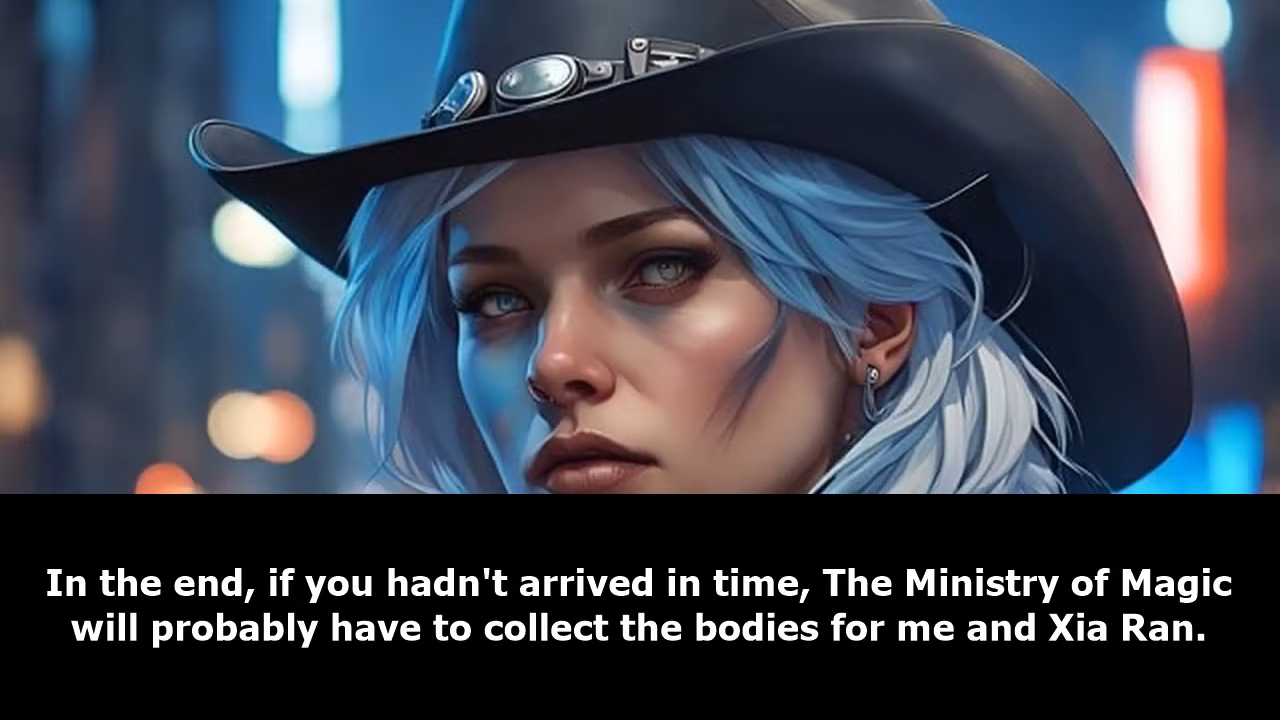 In the end, if you hadn't arrived in time, The Ministry of Magic
will probably have to collect the bodies for me and Xia Ran.